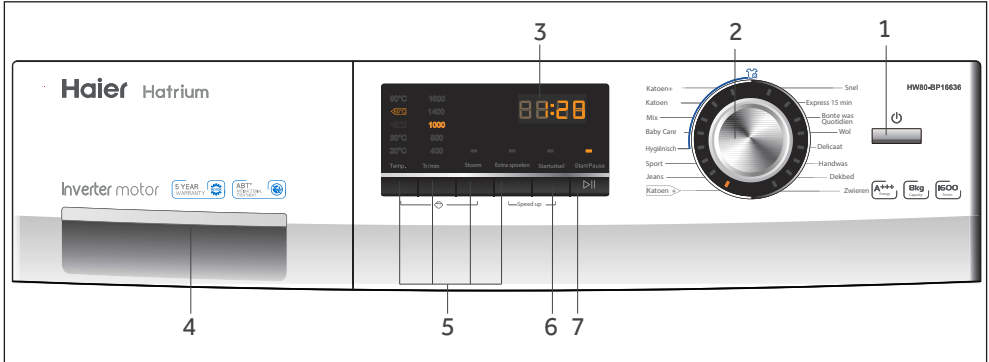 3
2
1
Haier Hatrium
90°C 1600
60°C 1400
1000
30°C 800
20°C 400
Temp. Tr/min Stoom Extra spoelen Startuitsel Start/Pause
Speed up
Katoen+
Katoen
Mix
Baby Care
Hygiënisch
Sport
Jeans
Katoen
Snel
Express 15 min
Bonte was
Quotidien
Wol
Delicaat
Handwas
Dekbed
Zwieren
HW80-BP16636
Inverter motor
5 YEAR
WARRANTY
ABT
A+++
8kg
Capacity
1600
4
5
6
7